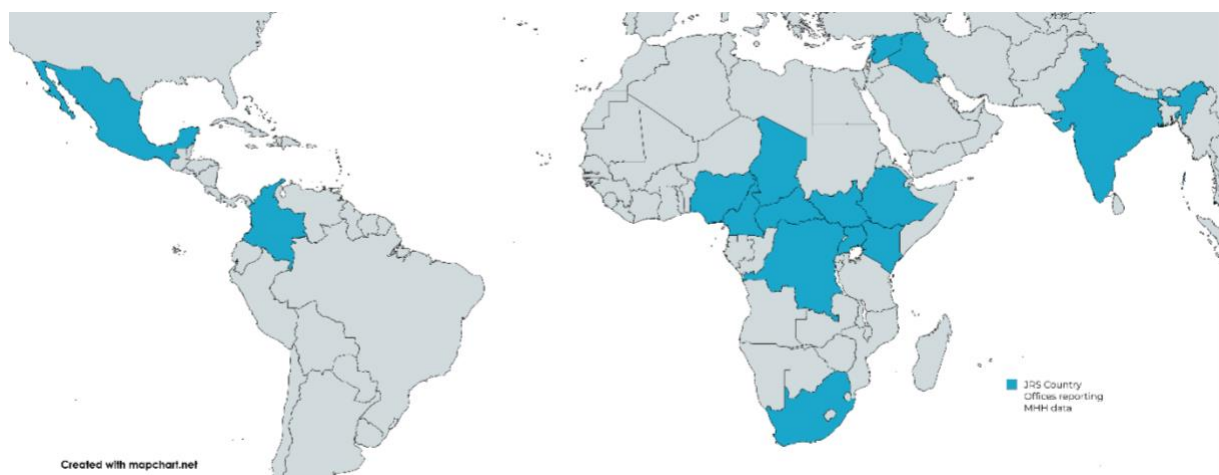 JRS Country
Offices reporting
MHH data
Created with mapchart.net